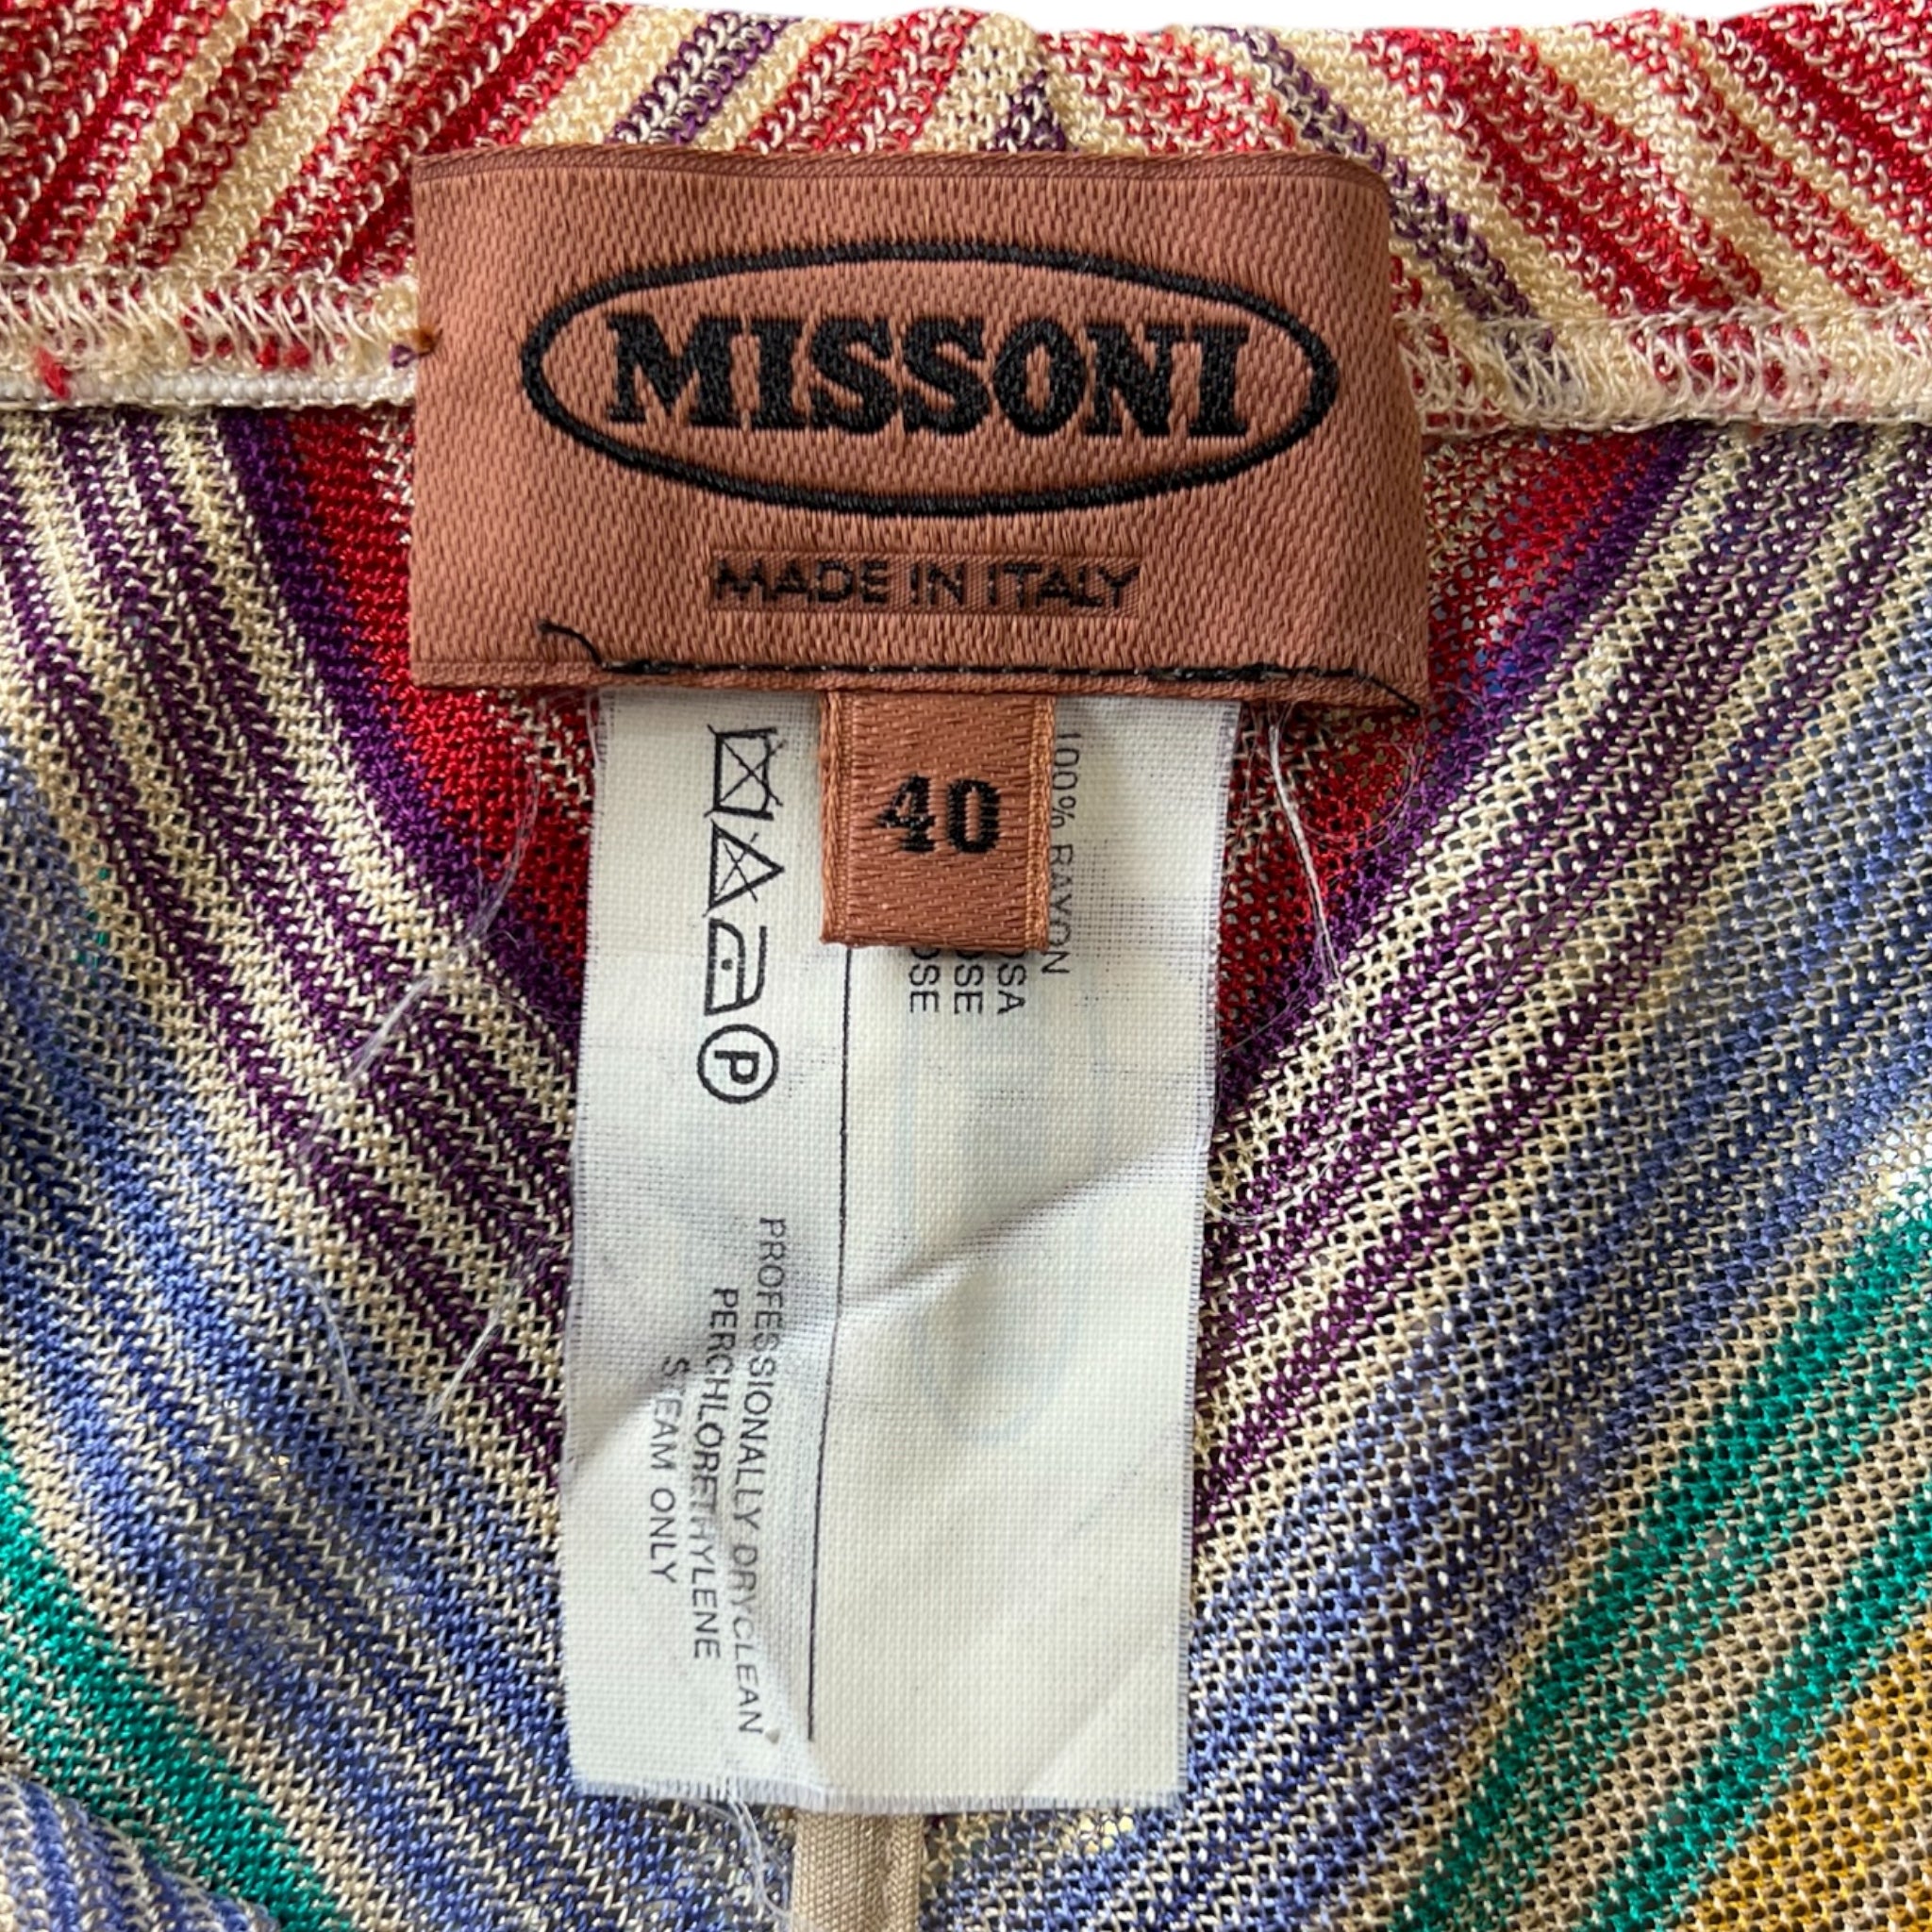 MISSONI
MADE IN ITALY
40
100% RAYON
P
PROFESSIONALLY DRYCLEAN
PERCHLORETHYLENE
STEAM ONLY